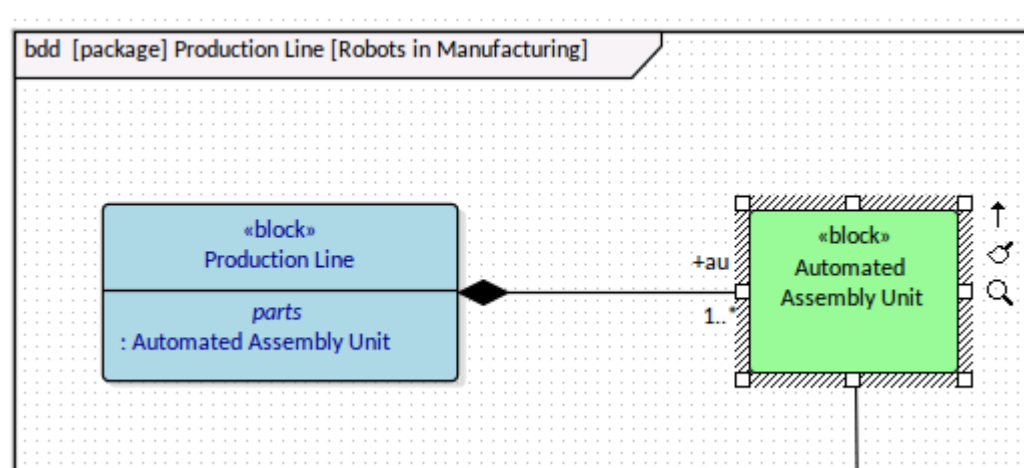 bdd [package] Production Line [Robots in Manufacturing]
«block»
Production Line
parts
: Automated Assembly Unit
+au
1..*
«block»
Automated
Assembly Unit